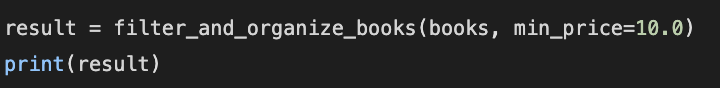 result = filter_and_organize_books(books, min_price=10.0)
print(result)